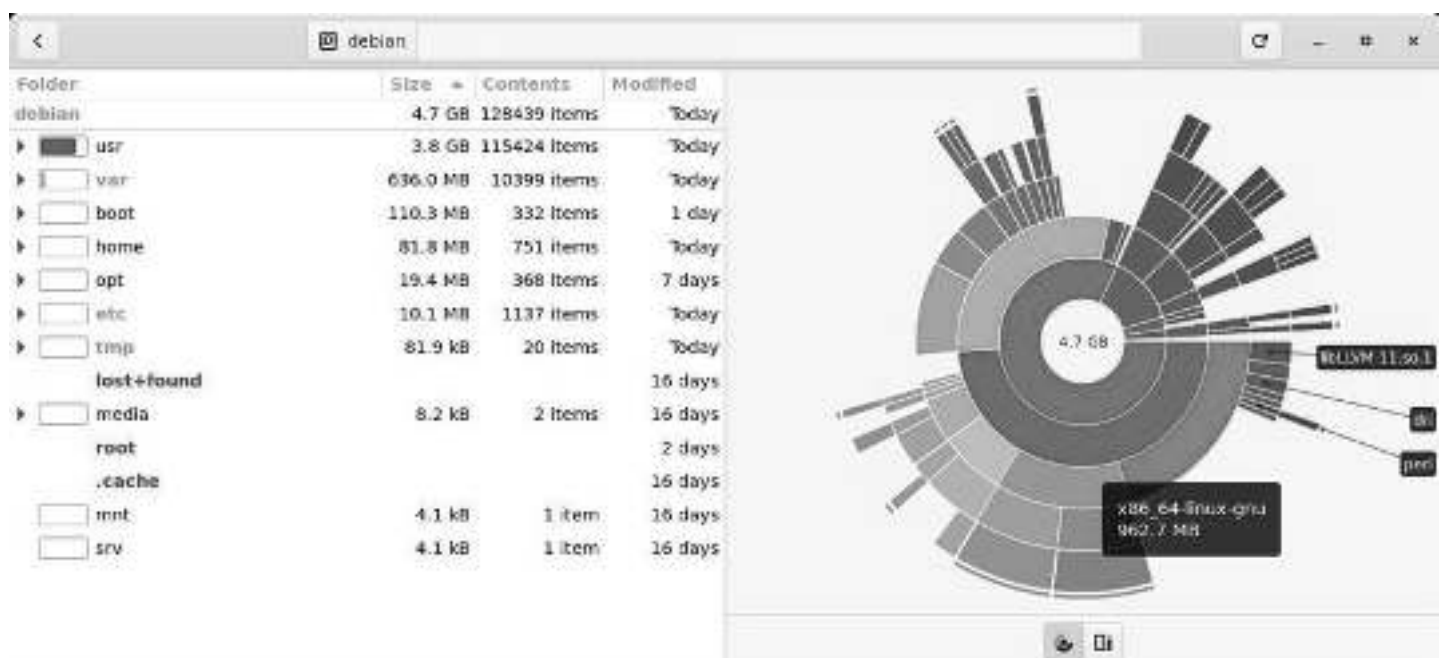 debian
Folder Size Contents Modified
debian 4.7 GB 128439 items Today
usr 3.8 GB 115424 items Today
var 636.0 MB 10399 items Today
boot 110.3 MB 332 items 1 day
home 81.8 MB 751 items Today
opt 19.4 MB 368 items 7 days
etc 10.1 MB 1137 items Today
tmp 81.9 kB 20 items Today
lost+found 16 days
media 8.2 kB 2 items 16 days
root 2 days
.cache 16 days
mnt 4.1 kB 1 item 16 days
srv 4.1 kB 1 item 16 days
4.7 GB
libLLVM-11.so.1
dri
perl
x86_64-linux-gnu
962.7 MB